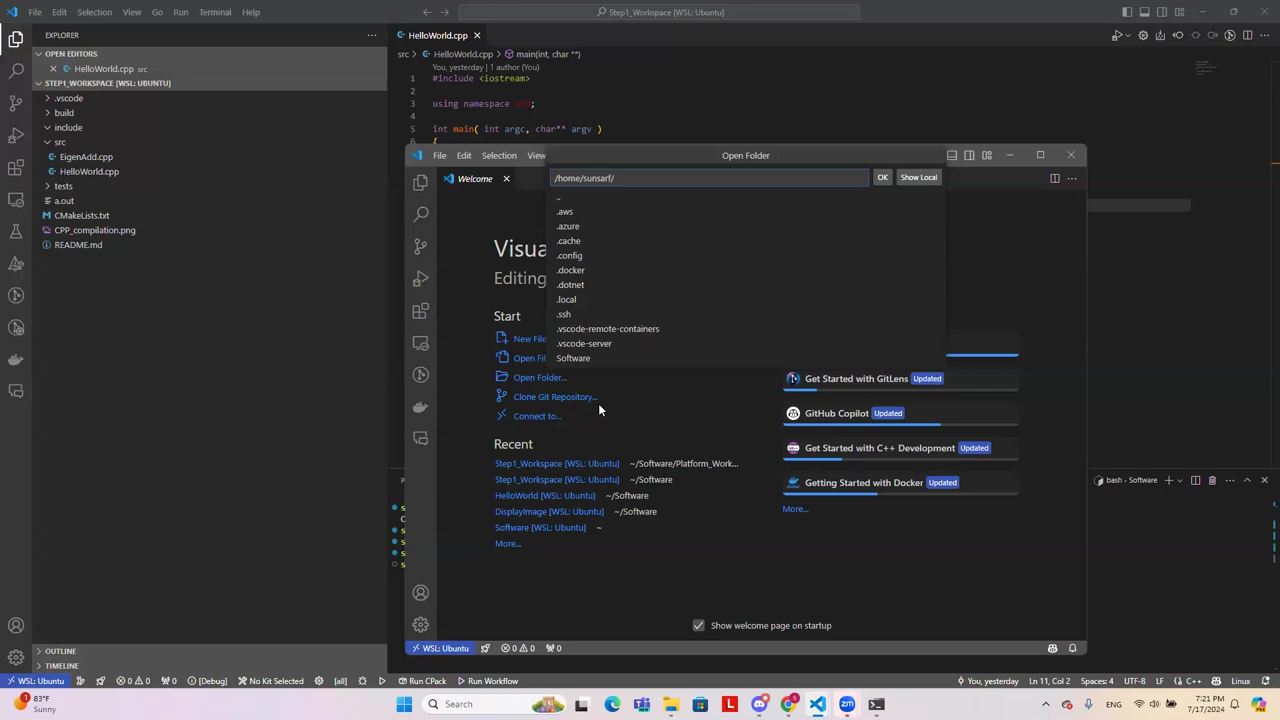 File Edit Selection View Go Run Terminal Help
Step1_Workspace [WSL: Ubuntu]
EXPLORER
OPEN EDITORS
HelloWorld.cpp src
STEP1_WORKSPACE [WSL: UBUNTU]
.vscode
build
include
src
EigenAdd.cpp
HelloWorld.cpp
tests
a.out
CMakeLists.txt
CPP_compilation.png
README.md
OUTLINE
TIMELINE
HelloWorld.cpp
src HelloWorld.cpp main(int, char **)
You, yesterday | 1 author (You)
1 #include <iostream>
2
3 using namespace std;
4
5 int main( int argc, char** argv )
6 {
File Edit Selection View
Open Folder
Welcome
/home/sunsarf/
OK Show Local
..
.aws
.azure
.cache
.config
.docker
.dotnet
.local
.ssh
.vscode-remote-containers
.vscode-server
Software
Visua
Editing
Start
New File
Open Fil
Open Folder...
Clone Git Repository...
Connect to...
Recent
Step1_Workspace [WSL: Ubuntu] ~/Software/Platform_Work...
Step1_Workspace [WSL: Ubuntu] ~/Software
HelloWorld [WSL: Ubuntu] ~/Software
DisplayImage [WSL: Ubuntu] ~/Software
Software [WSL: Ubuntu] ~
More...
Get Started with GitLens Updated
GitHub Copilot Updated
Get Started with C++ Development Updated
Getting Started with Docker Updated
More...
Show welcome page on startup
WSL: Ubuntu 0 0 0
bash - Software
WSL: Ubuntu yesterday 0 0 0 [Debug] No Kit Selected [all] Run CPack Run Workflow
You, yesterday Ln 11, Col 2 Spaces: 4 UTF-8 LF C++ Linux
83°F
Sunny
Search
ENG
7:21 PM
7/17/2024